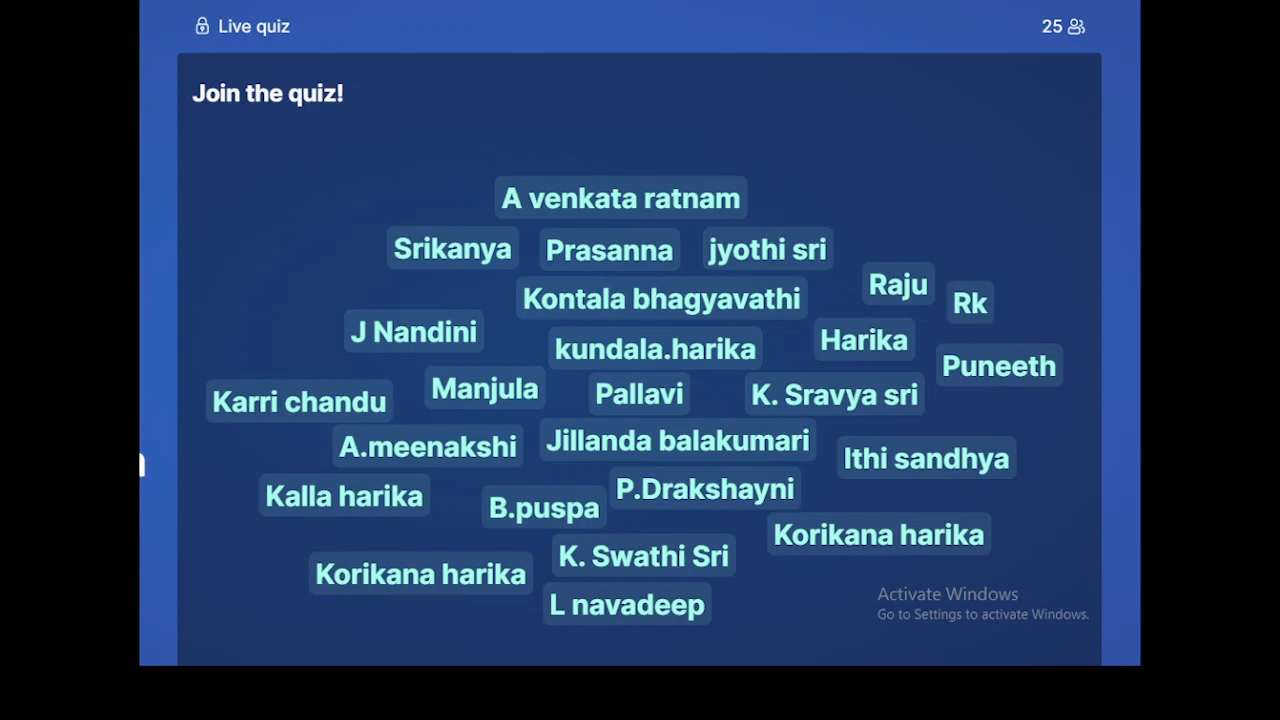 Live quiz
25
Join the quiz!
A venkata ratnam
Srikanya
Prasanna
jyothi sri
Raju
Rk
Kontala bhagyavathi
J Nandini
kundala.harika
Harika
Puneeth
Karri chandu
Manjula
Pallavi
K. Sravya sri
A.meenakshi
Jillanda balakumari
Ithi sandhya
Kalla harika
B.puspa
P.Drakshayni
Korikana harika
K. Swathi Sri
Korikana harika
L navadeep
Activate Windows
Go to Settings to activate Windows.